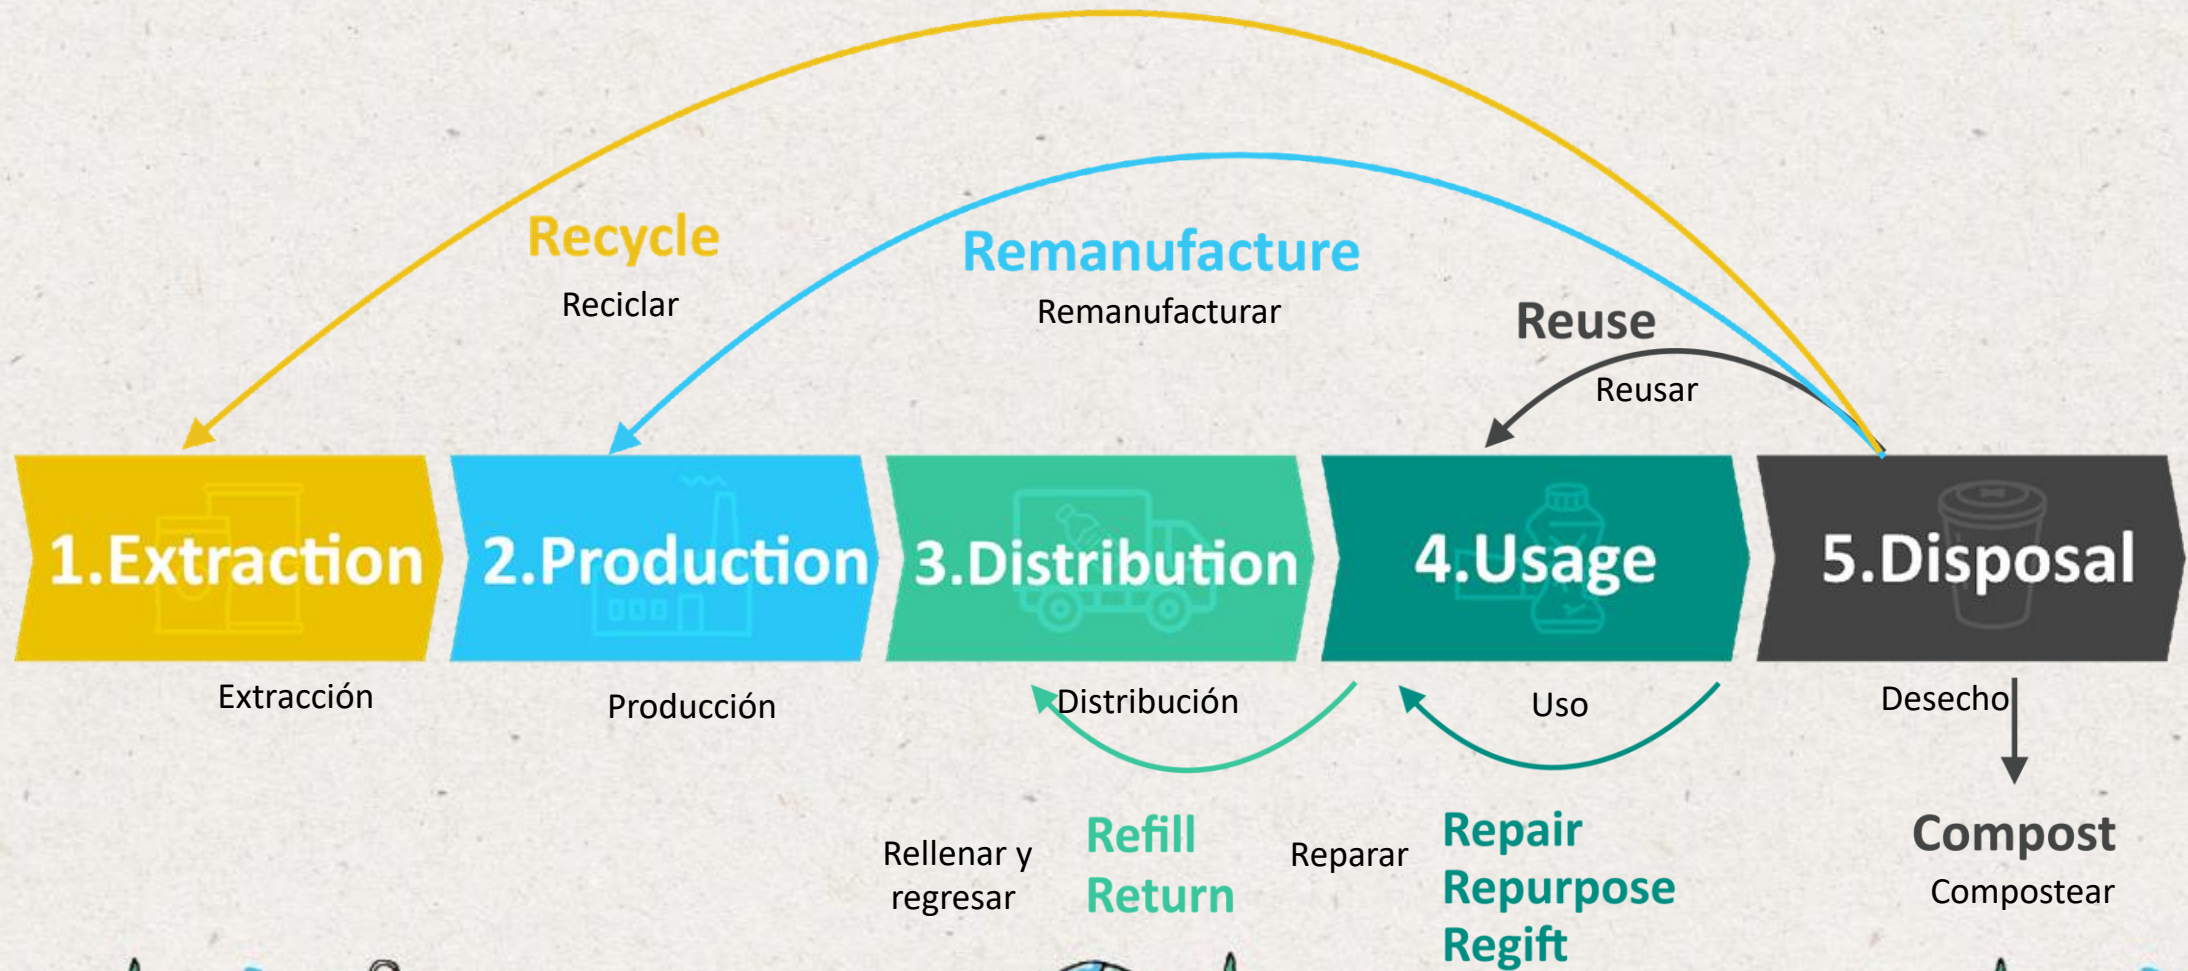 Recycle
Reciclar
Remanufacture
Remanufacturar
Reuse
Reusar
1.Extraction
2.Production
3.Distribution
4.Usage
5.Disposal
Extracción
Producción
Distribución
Uso
Desecho
Rellenar y
regresar
Refill
Return
Reparar
Repair
Repurpose
Regift
Compost
Compostear